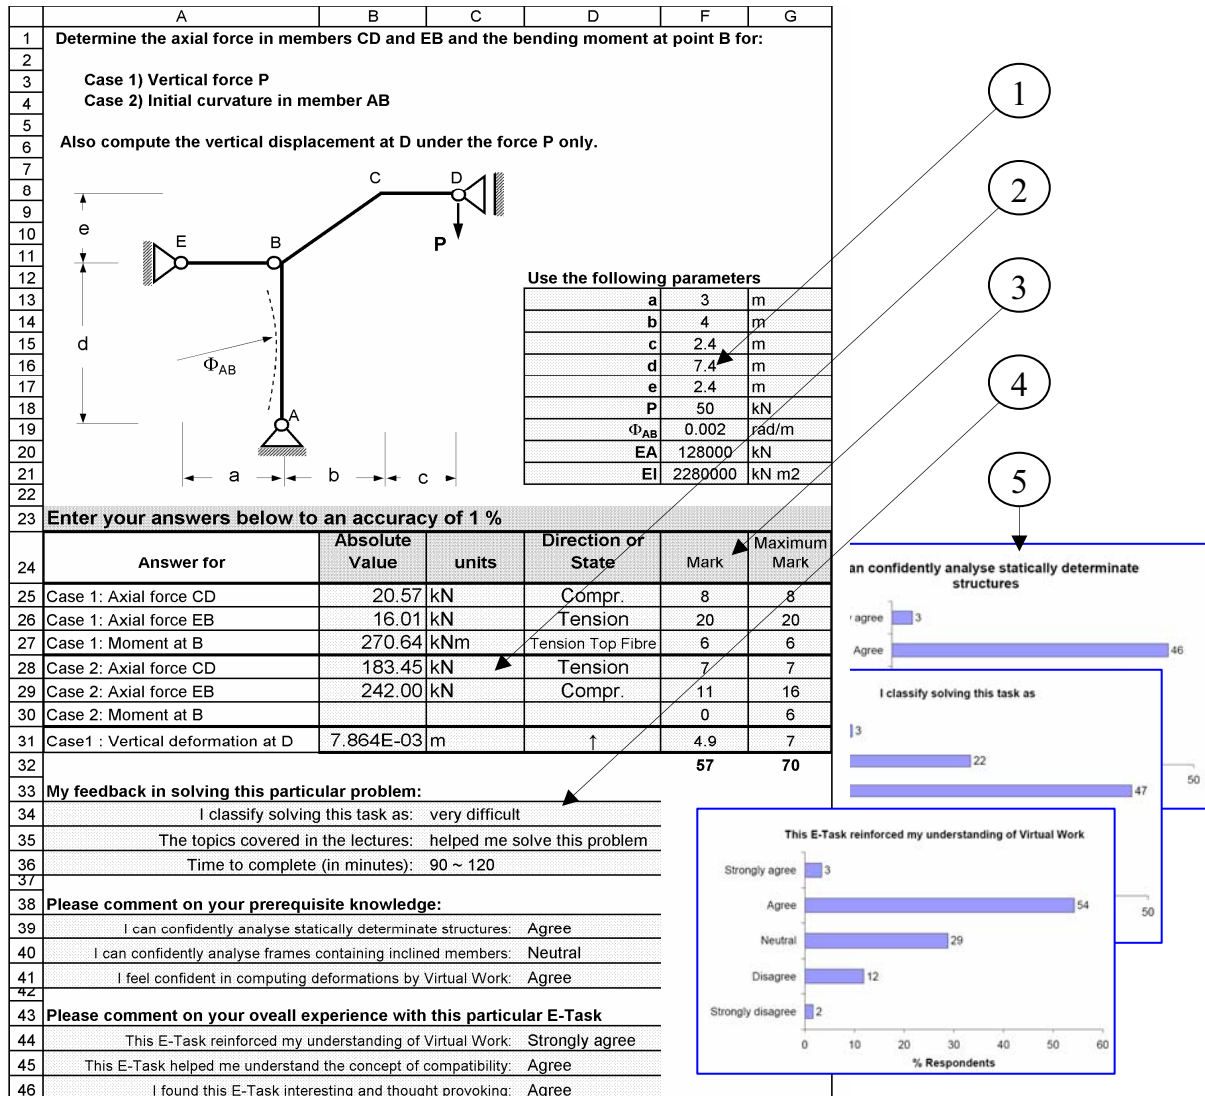 A B C D F G
1 Determine the axial force in members CD and EB and the bending moment at point B for:
2
3 Case 1) Vertical force P
4 Case 2) Initial curvature in member AB
5
6 Also compute the vertical displacement at D under the force P only.
7
8
9
10
11
12 Use the following parameters
13 a 3 m
14 b 4 m
15 c 2.4 m
16 d 7.4 m
17 e 2.4 m
18 P 50 kN
19 ΦAB 0.002 rad/m
20 EA 128000 kN
21 EI 2280000 kN m2
22
C D
e
E B P
d
ΦAB
A
a b c
23 Enter your answers below to an accuracy of 1 %
24 Answer for Absolute Value units Direction or State Mark Maximum Mark
25 Case 1: Axial force CD 20.57 kN Compr. 8 8
26 Case 1: Axial force EB 16.01 kN Tension 20 20
27 Case 1: Moment at B 270.64 kNm Tension Top Fibre 6 6
28 Case 2: Axial force CD 183.45 kN Tension 7 7
29 Case 2: Axial force EB 242.00 kN Compr. 11 16
30 Case 2: Moment at B 0 6
31 Case1 : Vertical deformation at D 7.864E-03 m ↑ 4.9 7
32 57 70
33 My feedback in solving this particular problem:
34 I classify solving this task as: very difficult
35 The topics covered in the lectures: helped me solve this problem
36 Time to complete (in minutes): 90 ~ 120
37
38 Please comment on your prerequisite knowledge:
39 I can confidently analyse statically determinate structures: Agree
40 I can confidently analyse frames containing inclined members: Neutral
41 I feel confident in computing deformations by Virtual Work: Agree
42
43 Please comment on your oveall experience with this particular E-Task
44 This E-Task reinforced my understanding of Virtual Work: Strongly agree
45 This E-Task helped me understand the concept of compatibility: Agree
46 I found this E-Task interesting and thought provoking: Agree
1
2
3
4
5
an confidently analyse statically determinate
structures
agree 3
Agree 46
50
I classify solving this task as
3
22
47
50
This E-Task reinforced my understanding of Virtual Work
Strongly agree 3
Agree 54
Neutral 29
Disagree 12
Strongly disagree 2
0 10 20 30 40 50 60
% Respondents